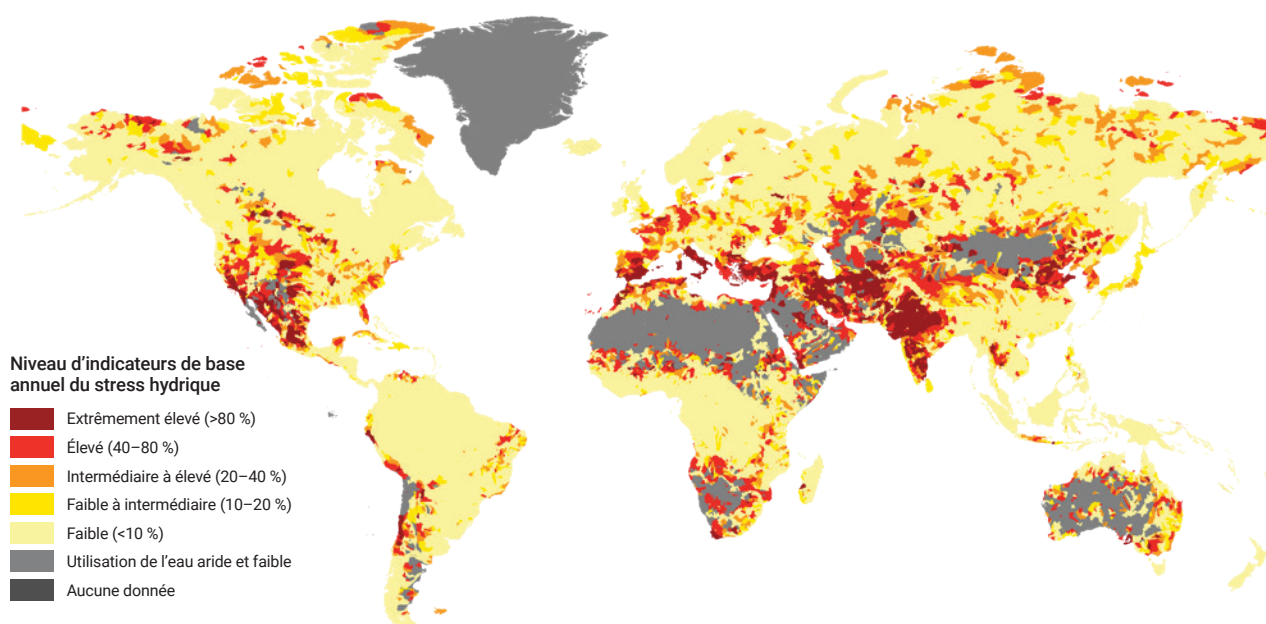 Niveau d’indicateurs de base
annuel du stress hydrique
Extrêmement élevé (>80 %)
Élevé (40–80 %)
Intermédiaire à élevé (20–40 %)
Faible à intermédiaire (10–20 %)
Faible (<10 %)
Utilisation de l’eau aride et faible
Aucune donnée